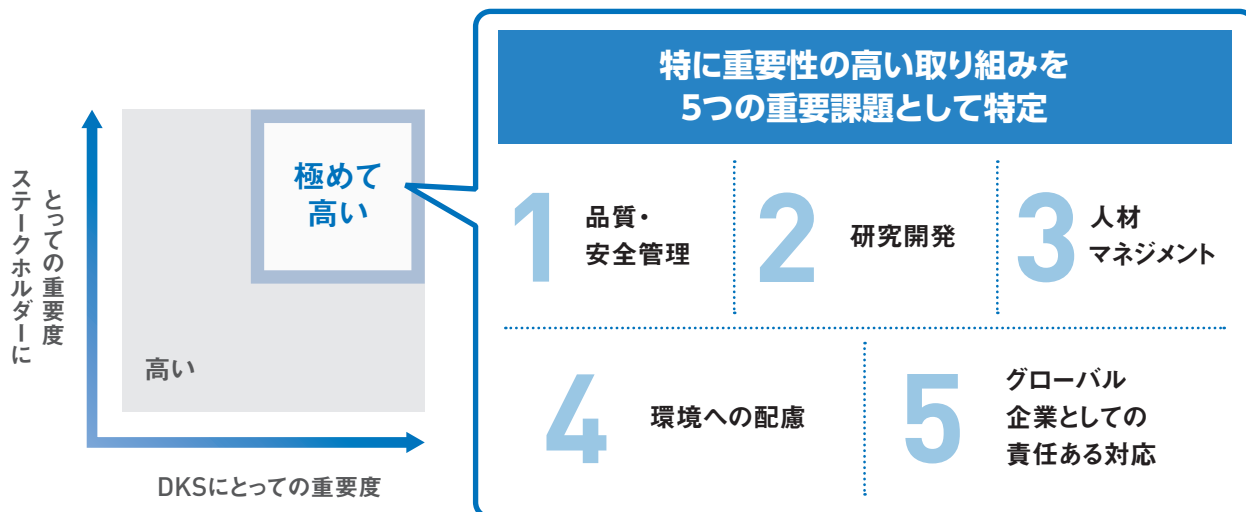 特に重要性の高い取り組みを
5つの重要課題として特定
ステークホルダーに
とっての重要度
極めて
高い
高い
DKSにとっての重要度
1
品質・
安全管理
2
研究開発
3
人材
マネジメント
4
環境への配慮
5
グローバル
企業としての
責任ある対応